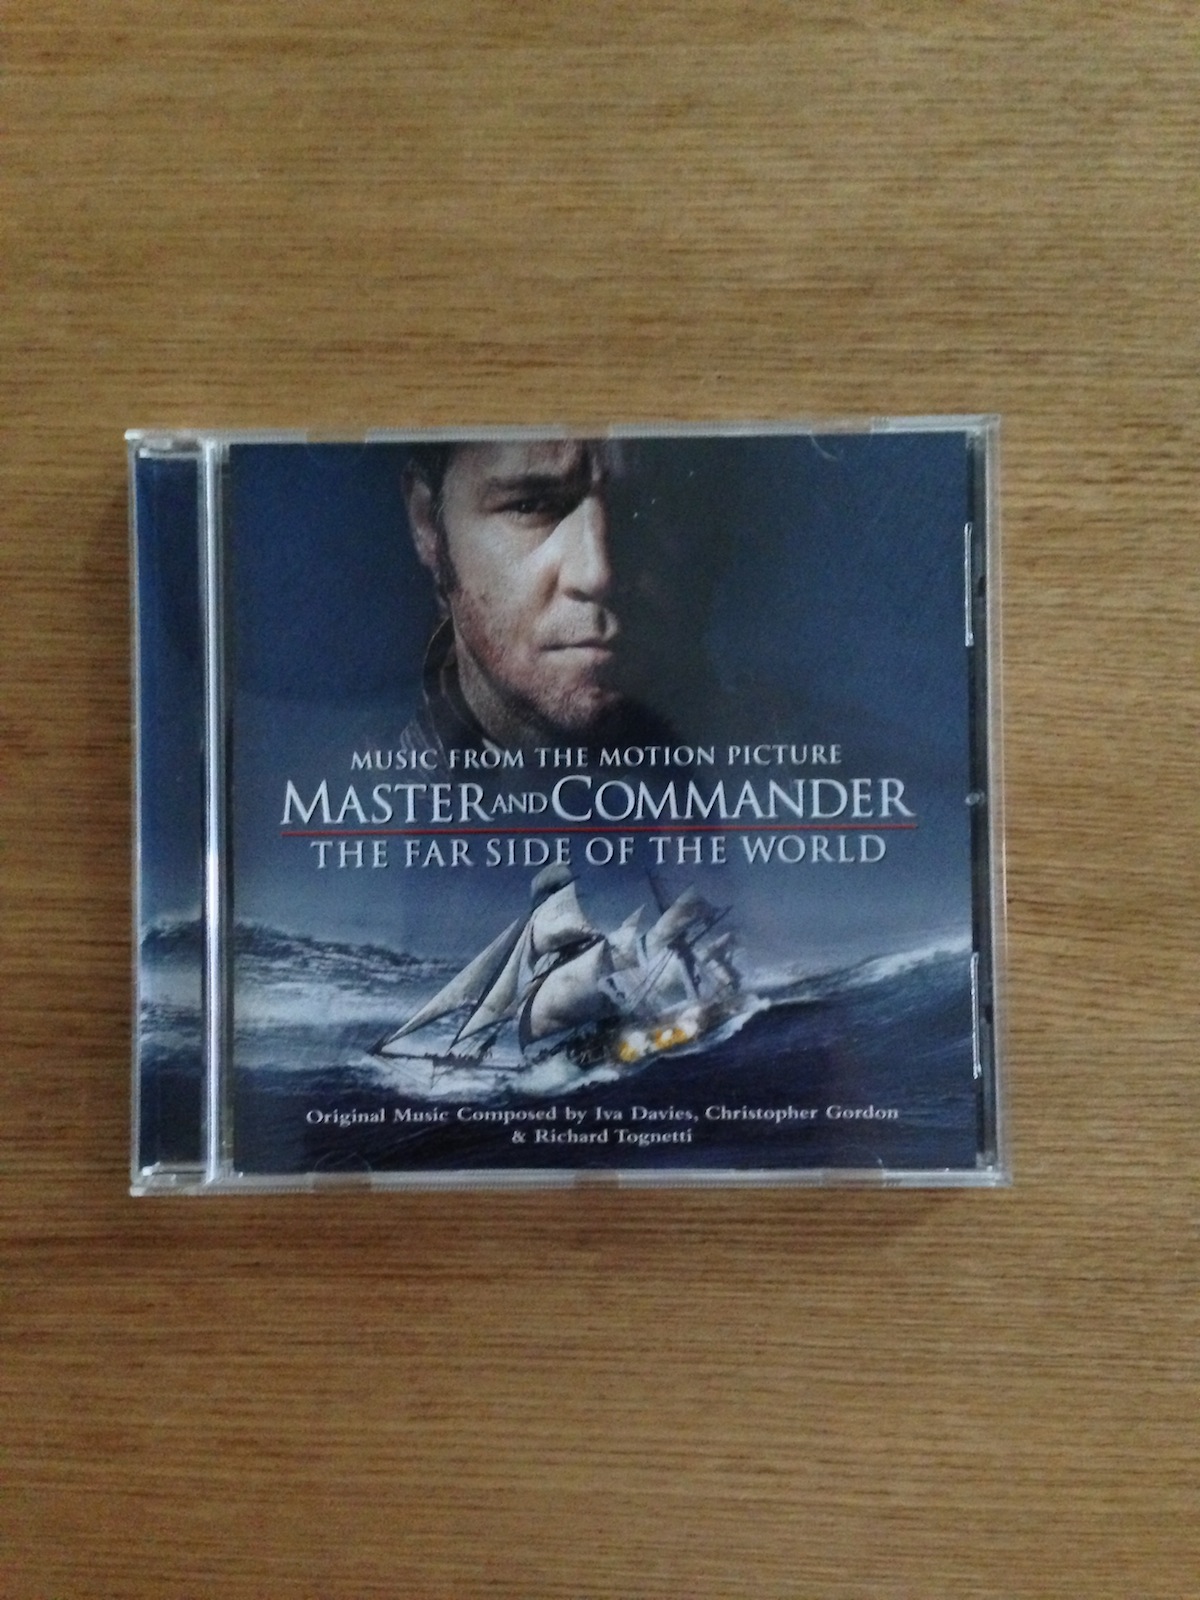 MUSIC FROM THE MOTION PICTURE
MASTER AND COMMANDER
THE FAR SIDE OF THE WORLD
Original Music Composed by Iva Davies, Christopher Gordon
& Richard Tognetti